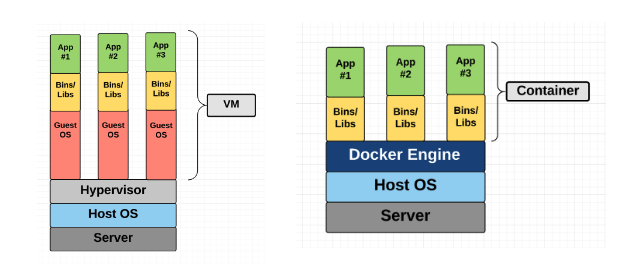 App
#1
App
#2
App
#3
Bins/
Libs
Bins/
Libs
Bins/
Libs
Guest
OS
Guest
OS
Guest
OS
VM
Hypervisor
Host OS
Server
App
#1
App
#2
App
#3
Bins/
Libs
Bins/
Libs
Bins/
Libs
Container
Docker Engine
Host OS
Server